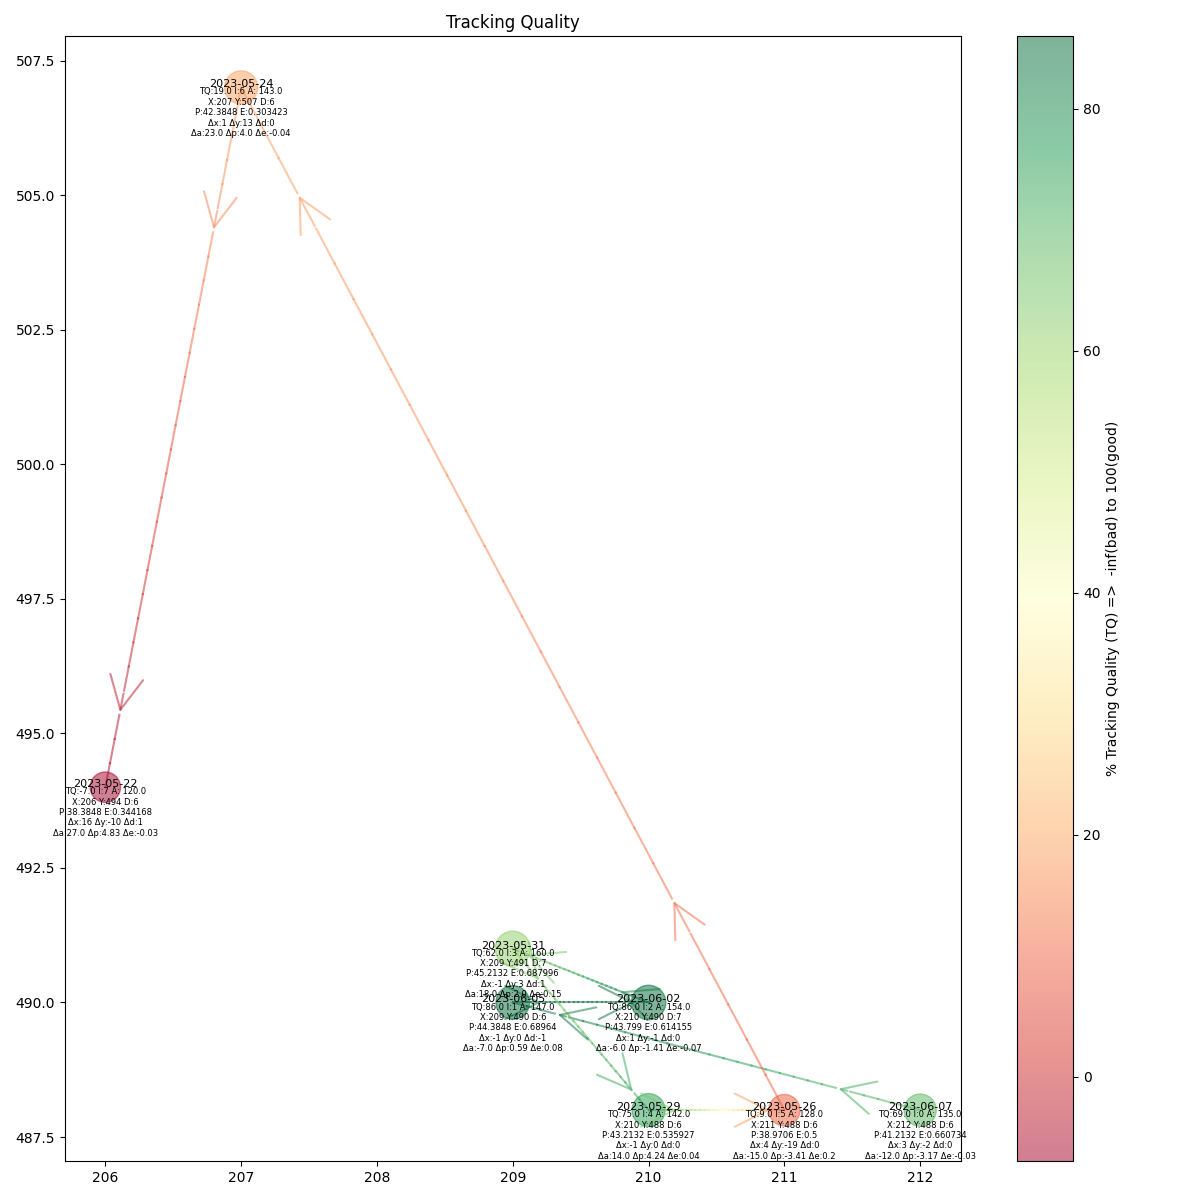 Tracking Quality
507.5
505.0
502.5
500.0
497.5
495.0
492.5
490.0
487.5
206
207
208
209
210
211
212
2023-05-24
TQ:19.0 I:6 A: 143.0
X:207 Y:507 D:6
P:42.3848 E:0.303423
Δx:1 Δy:13 Δd:0
Δa:23.0 Δp:4.0 Δe:-0.04
2023-05-22
TQ:-7.0 I:7 A: 120.0
X:206 Y:494 D:6
P:38.3848 E:0.344168
Δx:16 Δy:-10 Δd:1
Δa:27.0 Δp:4.83 Δe:-0.03
2023-05-31
TQ:62.0 I:3 A: 160.0
X:209 Y:491 D:7
P:45.2132 E:0.687996
Δx:-1 Δy:3 Δd:1
Δa:18.0 Δp:2.0 Δe:0.15
2023-06-05
TQ:86.0 I:1 A: 147.0
X:209 Y:490 D:6
P:44.3848 E:0.68964
Δx:-1 Δy:0 Δd:-1
Δa:-7.0 Δp:0.59 Δe:0.08
2023-06-02
TQ:86.0 I:2 A: 154.0
X:210 Y:490 D:7
P:43.799 E:0.614155
Δx:1 Δy:-1 Δd:0
Δa:-6.0 Δp:-1.41 Δe:-0.07
2023-05-29
TQ:75.0 I:4 A: 142.0
X:210 Y:488 D:6
P:43.2132 E:0.535927
Δx:-1 Δy:0 Δd:0
Δa:14.0 Δp:4.24 Δe:0.04
2023-05-26
TQ:9.0 I:5 A: 128.0
X:211 Y:488 D:6
P:38.9706 E:0.5
Δx:4 Δy:-19 Δd:0
Δa:-15.0 Δp:-3.41 Δe:0.2
2023-06-07
TQ:69.0 I:0 A: 135.0
X:212 Y:488 D:6
P:41.2132 E:0.660734
Δx:3 Δy:-2 Δd:0
Δa:-12.0 Δp:-3.17 Δe:-0.03
80
60
40
20
0
% Tracking Quality (TQ) => -inf(bad) to 100(good)